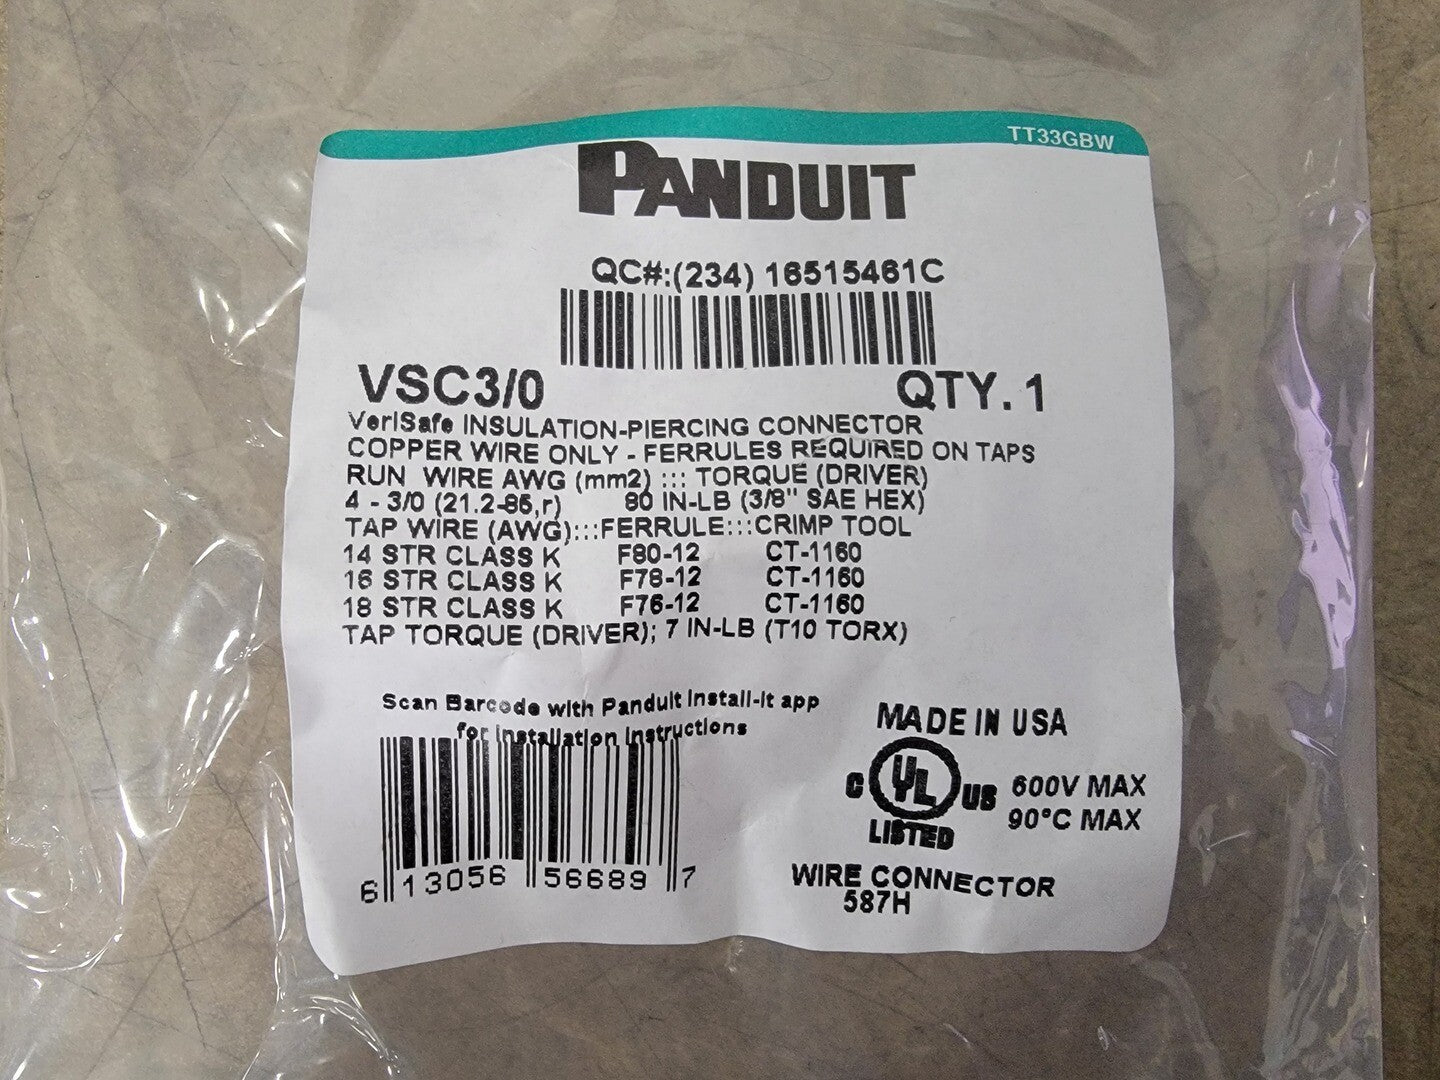 TT33GBW
PANDUIT
QC#:(234) 16515461C
VSC3/0 QTY. 1
VeriSafe INSULATION-PIERCING CONNECTOR
COPPER WIRE ONLY - FERRULES REQUIRED ON TAPS
RUN WIRE AWG (mm2) ::: TORQUE (DRIVER)
4 - 3/0 (21.2-85,r) 80 IN-LB (3/8" SAE HEX)
TAP WIRE (AWG):::FERRULE:::CRIMP TOOL
14 STR CLASS K F80-12 CT-1160
16 STR CLASS K F78-12 CT-1160
18 STR CLASS K F76-12 CT-1160
TAP TORQUE (DRIVER); 7 IN-LB (T10 TORX)
Scan Barcode with Panduit Install-It app
for installation instructions
6 13056 56689 7
MADE IN USA
C UL US
LISTED
600V MAX
90°C MAX
WIRE CONNECTOR
587H